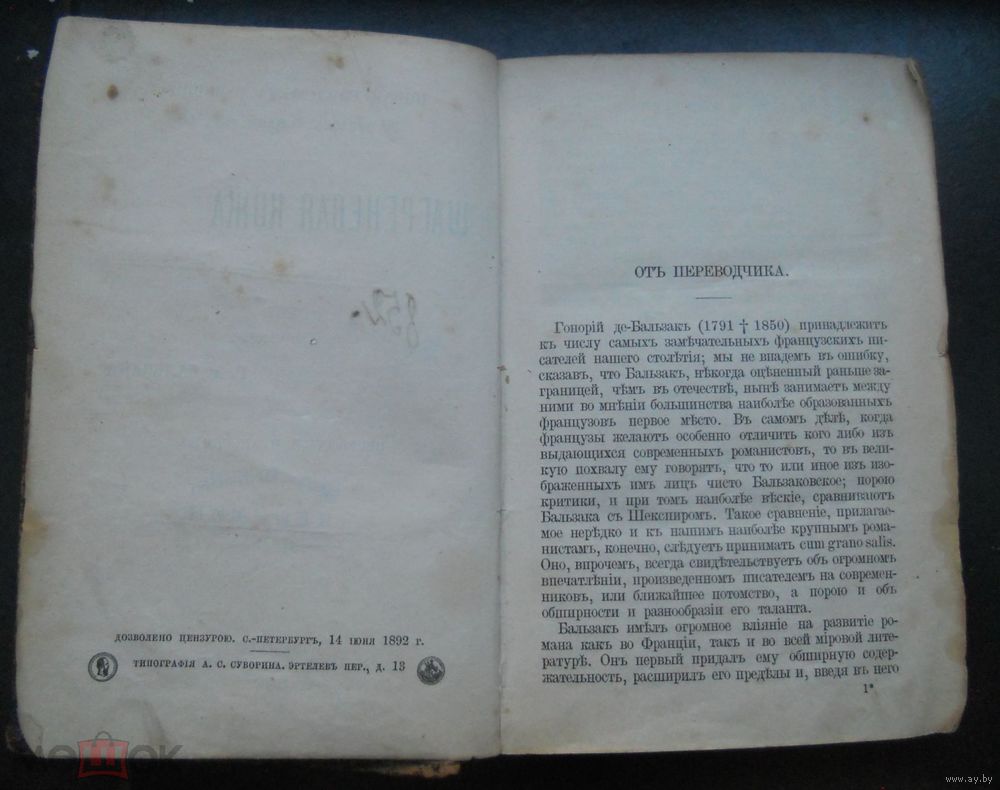 ШАГРЕНЕВАЯ КОЖА
ДОЗВОЛЕНО ЦЕНЗУРОЮ. С.-ПЕТЕРБУРГЪ, 14 ІЮНЯ 1892 Г.
ТИПОГРАФІЯ А. С. СУВОРИНА. ЭРТЕЛЕВЪ ПЕР., Д. 13
ОТЪ ПЕРЕВОДЧИКА.
Гонорій де-Бальзакъ (1791 † 1850) принадлежитъ
къ числу самыхъ замѣчательныхъ французскихъ пи-
сателей нашего столѣтія; мы не впадемъ въ ошибку,
сказавъ, что Бальзакъ, нѣкогда оцѣненный раньше за-
границей, чѣмъ въ отечествѣ, нынѣ занимаетъ между
ними во мнѣніи большинства наиболѣе образованныхъ
французовъ первое мѣсто. Въ самомъ дѣлѣ, когда
французы желаютъ особенно отличить кого либо изъ
выдающихся современныхъ романистовъ, то въ вели-
кую похвалу ему говорятъ, что то или иное изъ изо-
браженныхъ имъ лицъ чисто Бальзаковское; порою
критики, и при томъ наиболѣе вѣскіе, сравниваютъ
Бальзака съ Шекспиромъ. Такое сравненіе, прилагае-
мое нерѣдко и къ нашимъ наиболѣе крупнымъ рома-
нистамъ, конечно, слѣдуетъ принимать cum grano salis.
Оно, впрочемъ, всегда свидѣтельствуетъ объ огромномъ
впечатлѣніи, произведенномъ писателемъ на современ-
никовъ, или ближайшее потомство, а порою и объ
обширности и разнообразіи его таланта.
Бальзакъ имѣлъ огромное вліяніе на развитіе ро-
мана какъ во Франціи, такъ и во всей міровой лите-
ратурѣ. Онъ первый придалъ ему обширную содер-
жательность, расширилъ его предѣлы и, введя въ него
1*
www.ay.by